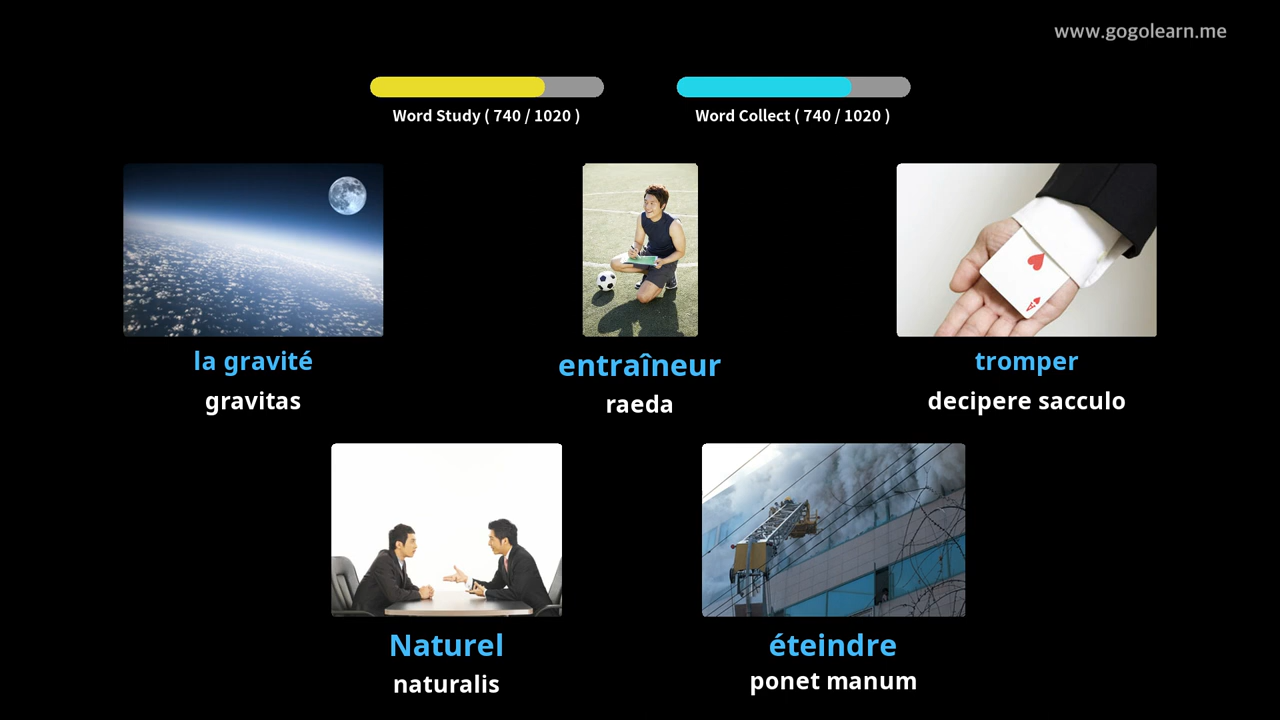 www.gogolearn.me
Word Study ( 740 / 1020 )
Word Collect ( 740 / 1020 )
la gravité
gravitas
entraîneur
raeda
tromper
decipere sacculo
Naturel
naturalis
éteindre
ponet manum